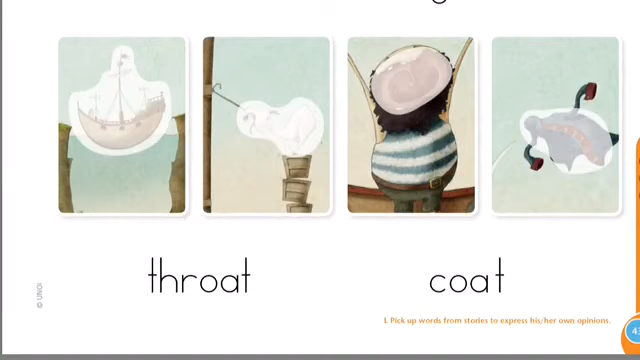 throat coat
© UNOI
I. Pick up words from stories to express his/her own opinions.